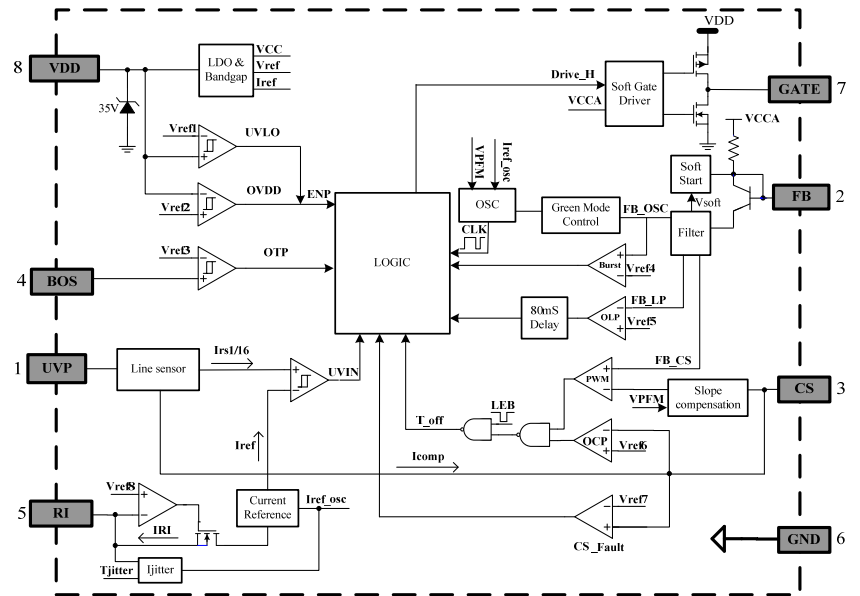 VDD
8
VDD
LDO &
Bandgap
VCC
Vref
Iref
Drive_H
VCCA
Soft Gate
Driver
GATE
7
35V
Vref1
UVLO
VCCA
Iref_osc
VPFM
Soft
Start
OVDD
ENP
Vref2
OSC
Green Mode
Control
FB_OSC
Vsoft
FB
2
CLK
Filter
Vref3
OTP
LOGIC
Burst
Vref4
4
BOS
80mS
Delay
OLP
FB_LP
Vref5
Irs1/16
1
UVP
Line sensor
UVIN
FB_CS
PWM
VPFM
Slope
compensation
CS
3
LEB
T_off
OCP
Vref6
Iref
Icomp
Vref8
Current
Reference
Iref_osc
Vref7
5
RI
IRI
CS_Fault
GND
6
Tjitter
Ijitter